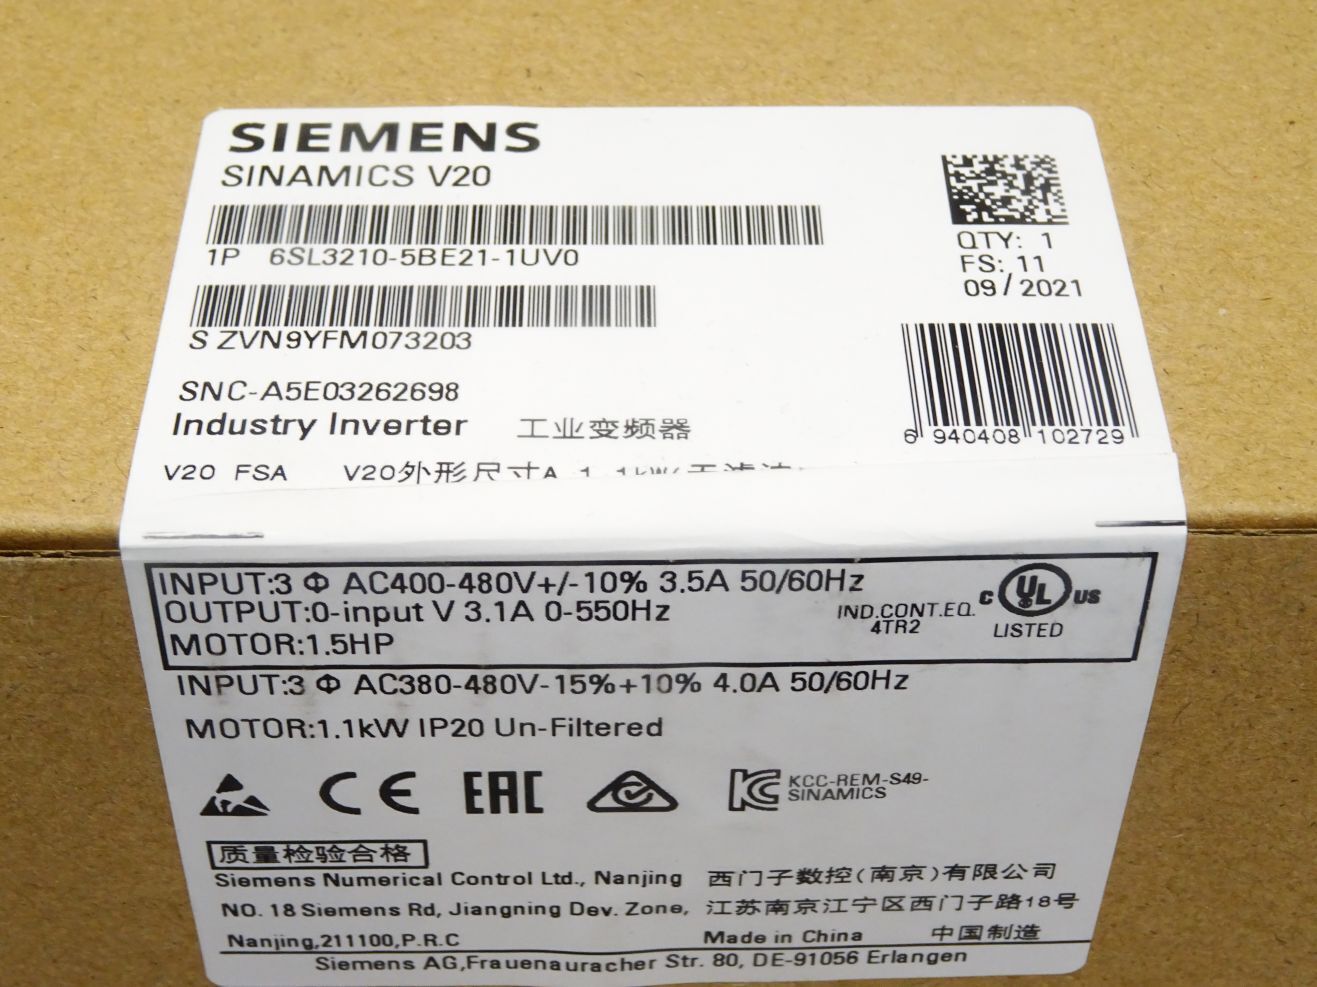 SIEMENS
SINAMICS V20
1P 6SL3210-5BE21-1UV0
S ZVN9YFM073203
QTY: 1
FS: 11
09/2021
SNC-A5E03262698
Industry Inverter 工业变频器
6 940408 102729
V20 FSA V20外形尺寸A 1.1kW
INPUT:3 Φ AC400-480V+/-10% 3.5A 50/60Hz
OUTPUT:0-input V 3.1A 0-550Hz
MOTOR:1.5HP
IND.CONT.EQ.
4TR2
c UL us
LISTED
INPUT:3 Φ AC380-480V-15%+10% 4.0A 50/60Hz
MOTOR:1.1kW IP20 Un-Filtered
CE EAC KC KCC-REM-S49-
SINAMICS
质量检验合格
Siemens Numerical Control Ltd., Nanjing 西门子数控(南京)有限公司
NO. 18 Siemens Rd, Jiangning Dev. Zone, 江苏南京江宁区西门子路18号
Nanjing,211100,P.R.C Made in China 中国制造
Siemens AG,Frauenauracher Str. 80, DE-91056 Erlangen